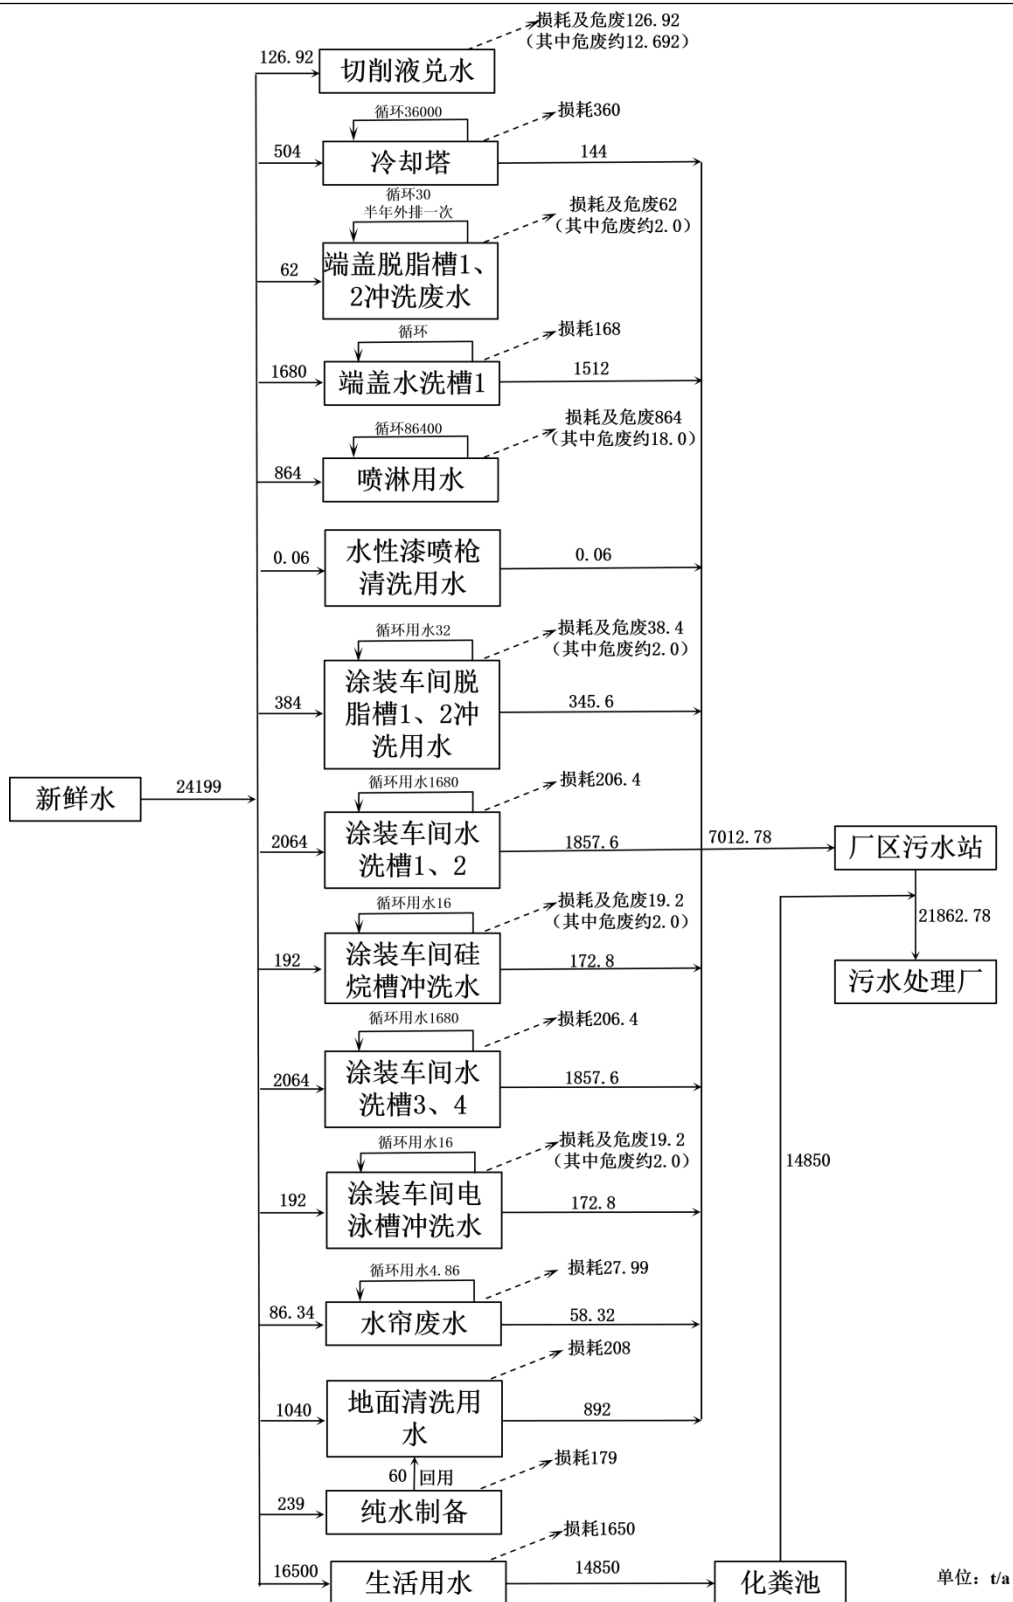 损耗及危废126.92
（其中危废约12.692）
126.92
切削液兑水
循环36000
损耗360
504
冷却塔
144
循环30
半年外排一次
损耗及危废62
（其中危废约2.0）
62
端盖脱脂槽1、
2冲洗废水
循环
损耗168
1680
端盖水洗槽1
1512
循环86400
损耗及危废864
（其中危废约18.0）
864
喷淋用水
0.06
水性漆喷枪
清洗用水
0.06
循环用水32
损耗及危废38.4
（其中危废约2.0）
384
涂装车间脱
脂槽1、2冲
洗用水
345.6
新鲜水
24199
循环用水1680
损耗206.4
2064
涂装车间水
洗槽1、2
1857.6
7012.78
厂区污水站
循环用水16
损耗及危废19.2
（其中危废约2.0）
192
涂装车间硅
烷槽冲洗水
172.8
21862.78
污水处理厂
循环用水1680
损耗206.4
2064
涂装车间水
洗槽3、4
1857.6
循环用水16
损耗及危废19.2
（其中危废约2.0）
192
涂装车间电
泳槽冲洗水
172.8
14850
循环用水4.86
损耗27.99
86.34
水帘废水
58.32
损耗208
1040
地面清洗用
水
892
60 回用
损耗179
239
纯水制备
损耗1650
16500
生活用水
14850
化粪池
单位：t/a